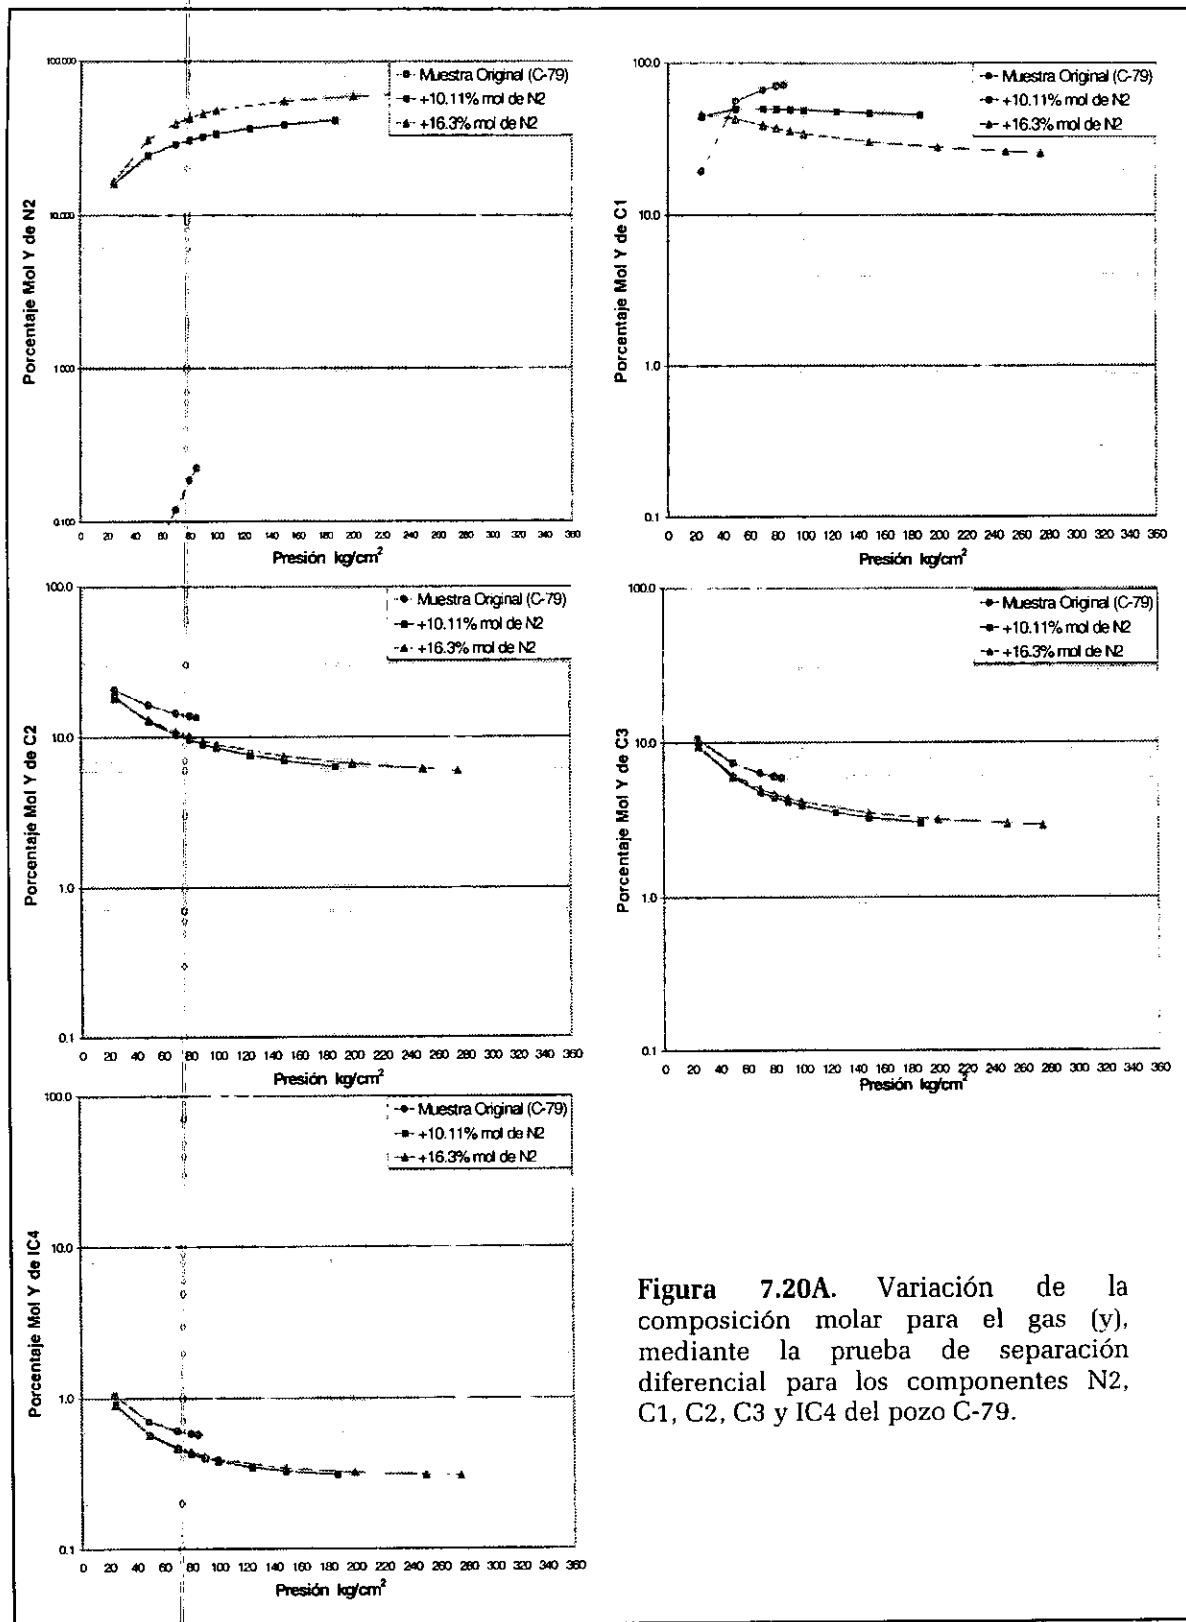 100.000
10.000
1.000
0.100
Porcentaje Mol Y de N2
Muestra Original (C-79)
+10.11% mol de N2
+16.3% mol de N2
0 20 40 60 80 100 120 140 160 180 200 220 240 260 280 300 320 340 360
Presión kg/cm²
100.0
10.0
1.0
0.1
Porcentaje Mol Y de C1
Muestra Original (C-79)
+10.11% mol de N2
+16.3% mol de N2
0 20 40 60 80 100 120 140 160 180 200 220 240 260 280 300 320 340 360
Presión kg/cm²
100.0
10.0
1.0
0.1
Porcentaje Mol Y de C2
Muestra Original (C-79)
+10.11% mol de N2
+16.3% mol de N2
0 20 40 60 80 100 120 140 160 180 200 220 240 260 280 300 320 340 360
Presión kg/cm²
100.0
10.0
1.0
0.1
Porcentaje Mol Y de C3
Muestra Original (C-79)
+10.11% mol de N2
+16.3% mol de N2
0 20 40 60 80 100 120 140 160 180 200 220 240 260 280 300 320 340 360
Presión kg/cm²
100.0
10.0
1.0
0.1
Porcentaje Mol Y de IC4
Muestra Original (C-79)
+10.11% mol de N2
+16.3% mol de N2
0 20 40 60 80 100 120 140 160 180 200 220 240 260 280 300 320 340 360
Presión kg/cm²
Figura 7.20A. Variación de la
composición molar para el gas (y),
mediante la prueba de separación
diferencial para los componentes N2,
C1, C2, C3 y IC4 del pozo C-79.